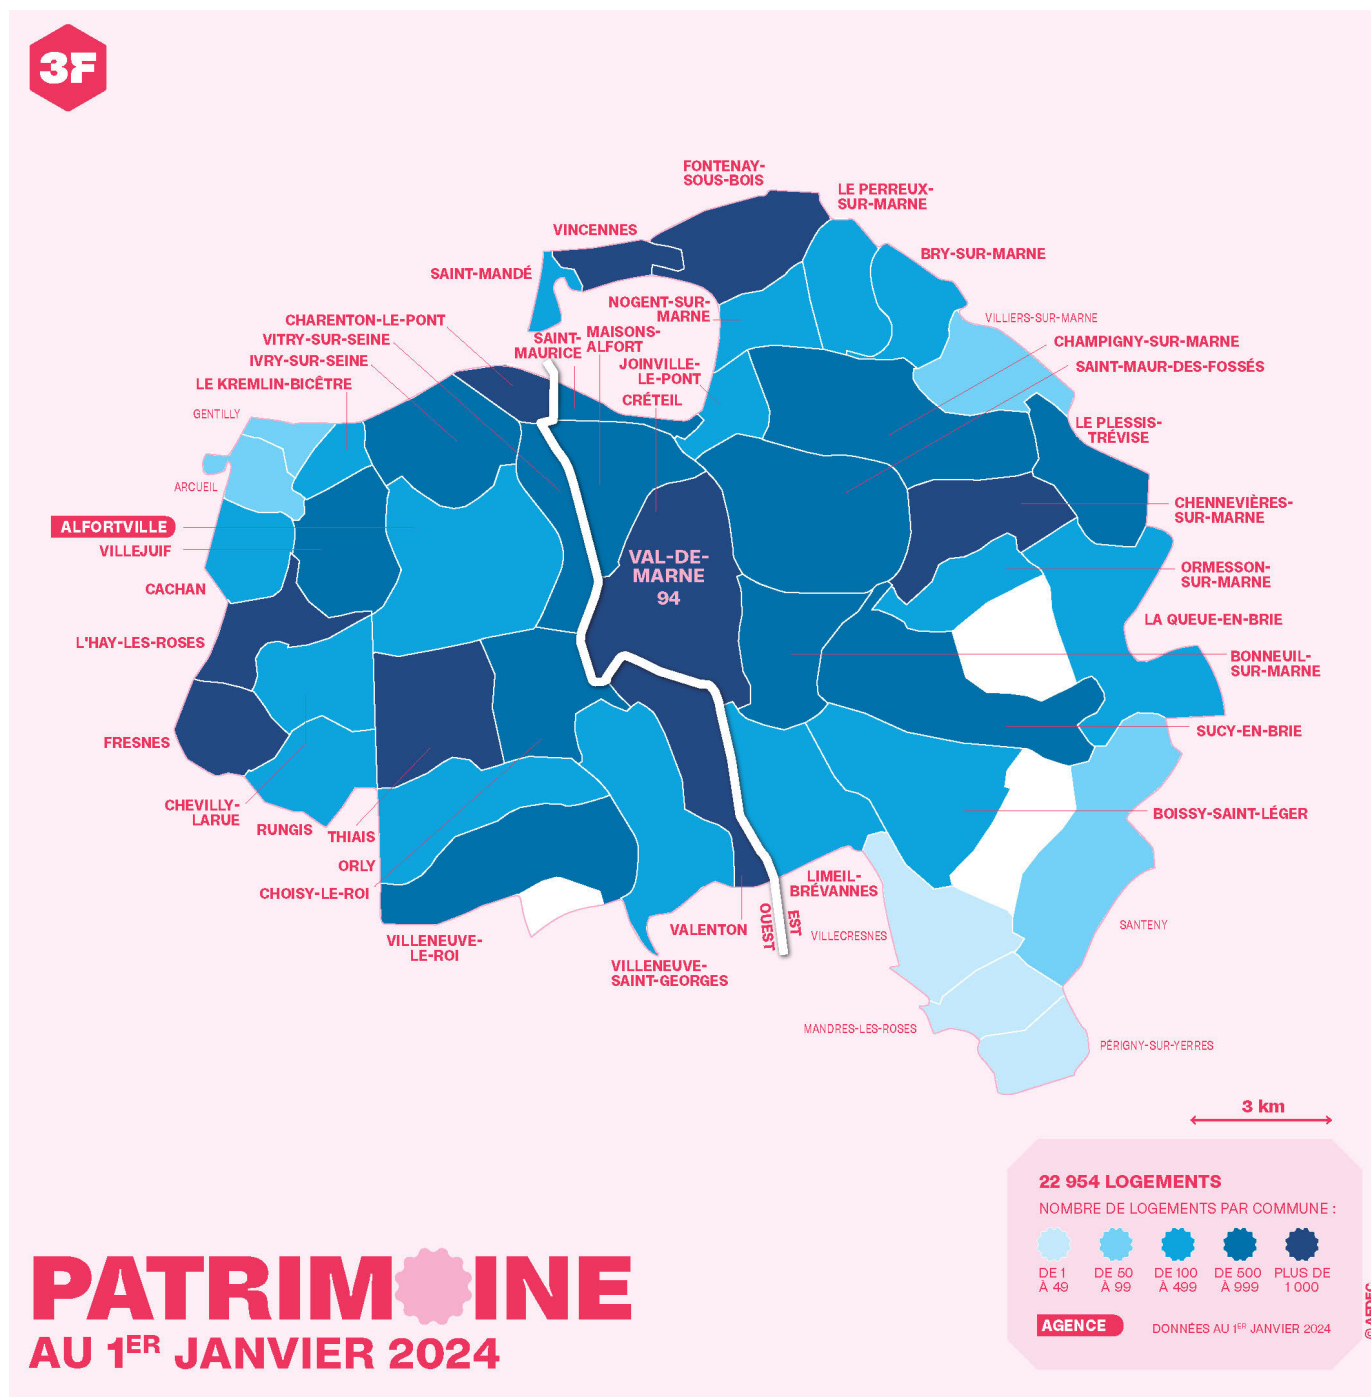 3F
FONTENAY-
SOUS-BOIS
LE PERREUX-
SUR-MARNE
VINCENNES
BRY-SUR-MARNE
SAINT-MANDÉ
NOGENT-SUR-
MARNE
VILLIERS-SUR-MARNE
CHARENTON-LE-PONT
VITRY-SUR-SEINE
SAINT-
MAURICE
MAISONS-
ALFORT
CHAMPIGNY-SUR-MARNE
IVRY-SUR-SEINE
JOINVILLE-
LE-PONT
SAINT-MAUR-DES-FOSSÉS
LE KREMLIN-BICÊTRE
CRÉTEIL
GENTILLY
LE PLESSIS-
TRÉVISE
ARCUEIL
CHENNEVIÈRES-
SUR-MARNE
ALFORTVILLE
VILLEJUIF
VAL-DE-
MARNE
94
ORMESSON-
SUR-MARNE
CACHAN
LA QUEUE-EN-BRIE
L'HAY-LES-ROSES
BONNEUIL-
SUR-MARNE
SUCY-EN-BRIE
FRESNES
CHEVILLY-
LARUE
BOISSY-SAINT-LÉGER
RUNGIS
THIAIS
ORLY
CHOISY-LE-ROI
LIMEIL-
BRÉVANNES
VILLENEUVE-
LE-ROI
VALENTON
OUEST
EST
VILLECRESNES
SANTENY
VILLENEUVE-
SAINT-GEORGES
MANDRES-LES-ROSES
PÉRIGNY-SUR-YERRES
3 km
22 954 LOGEMENTS
NOMBRE DE LOGEMENTS PAR COMMUNE :
DE 1
À 49
DE 50
À 99
DE 100
À 499
DE 500
À 999
PLUS DE
1 000
AGENCE
DONNÉES AU 1ER JANVIER 2024
PATRIMOINE
AU 1ER JANVIER 2024